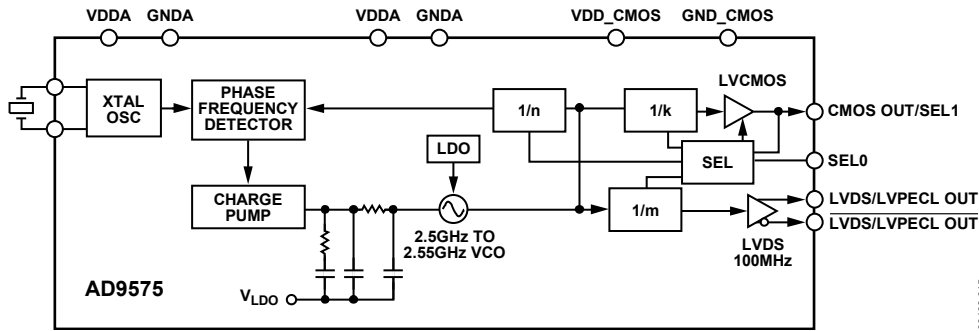 VDDA GNDA VDDA GNDA VDD_CMOS GND_CMOS
XTAL
OSC
PHASE
FREQUENCY
DETECTOR
1/n
1/k
LVCMOS
CMOS OUT/SEL1
LDO
SEL
SEL0
CHARGE
PUMP
2.5GHz TO
2.55GHz VCO
1/m
LVDS
100MHz
LVDS/LVPECL OUT
LVDS/LVPECL OUT
VLDO
AD9575